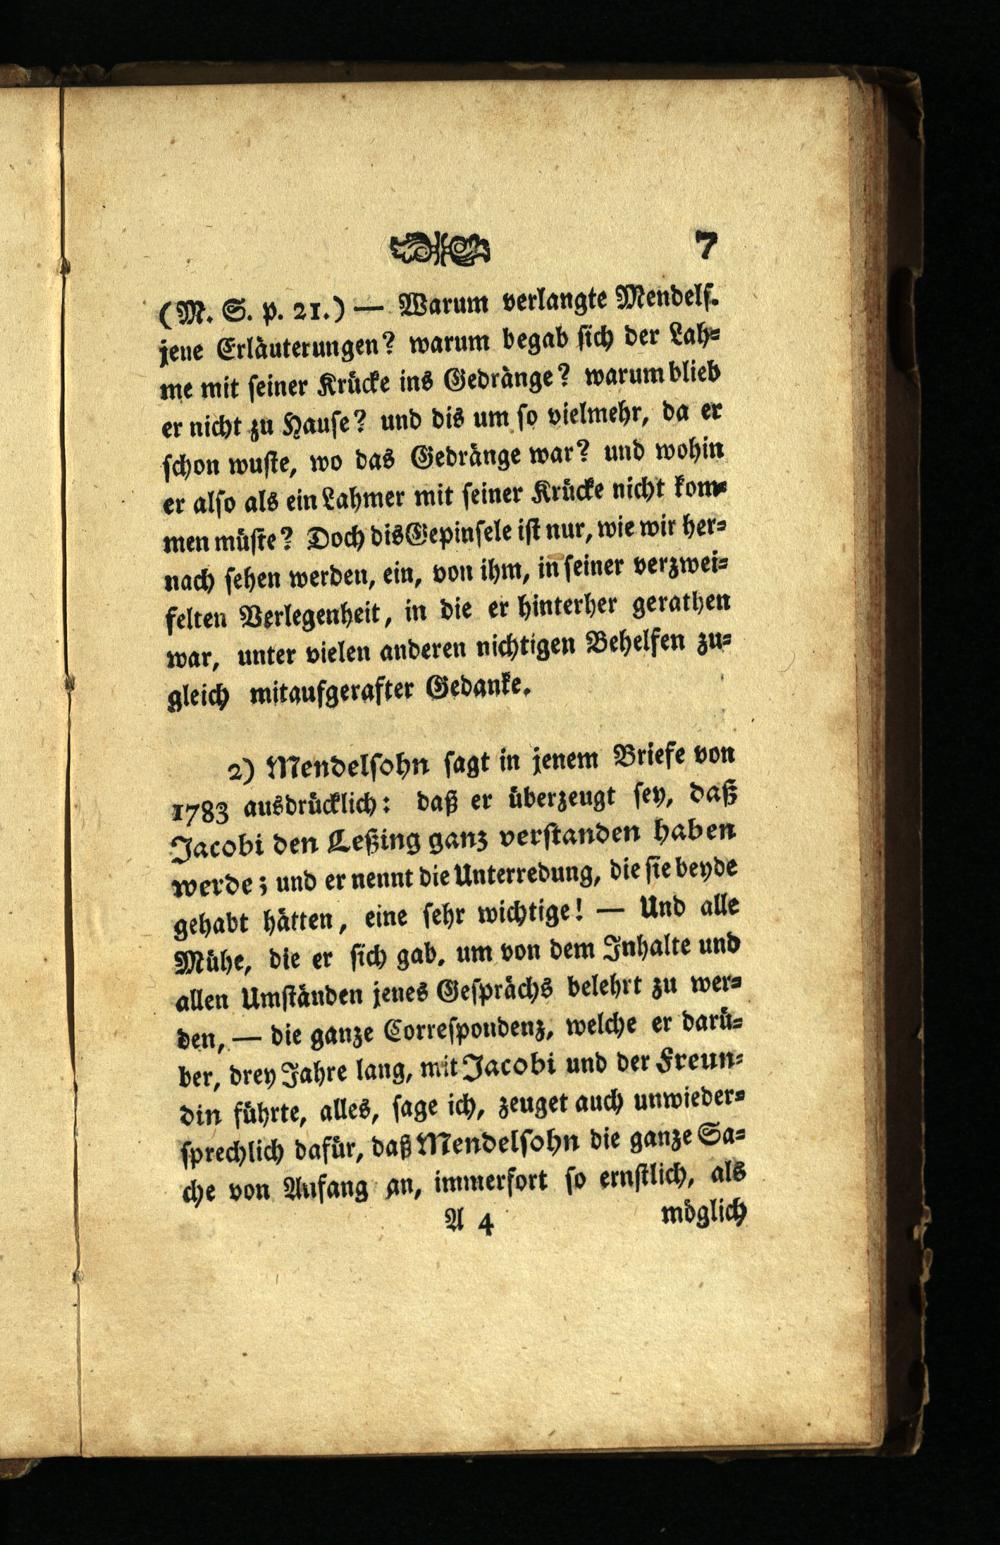 7
(M. S. p. 21.) — Warum verlangte Mendels.
jene Erläuterungen? warum begab sich der Lah=
me mit seiner Krücke ins Gedränge? warum blieb
er nicht zu Hause? und dis um so vielmehr, da er
schon wuste, wo das Gedränge war? und wohin
er also als ein Lahmer mit seiner Krücke nicht kom=
men müste? Doch dis Gepinsele ist nur, wie wir her=
nach sehen werden, ein, von ihm, in seiner verzwei=
felten Verlegenheit, in die er hinterher gerathen
war, unter vielen anderen nichtigen Behelfen zu=
gleich mitaufgerafter Gedanke.
2) Mendelsohn sagt in jenem Briefe von
1783 ausdrücklich: daß er überzeugt sey, daß
Jacobi den Leßing ganz verstanden haben
werde; und er nennt die Unterredung, die sie beyde
gehabt hätten, eine sehr wichtige! — Und alle
Mühe, die er sich gab, um von dem Inhalte und
allen Umständen jenes Gesprächs belehrt zu wer=
den, — die ganze Correspondenz, welche er darü=
ber, drey Jahre lang, mit Jacobi und der Freun=
din führte, alles, sage ich, zeuget auch unwieder=
sprechlich dafür, daß Mendelsohn die ganze Sa=
che von Anfang an, immerfort so ernstlich, als
A 4 möglich